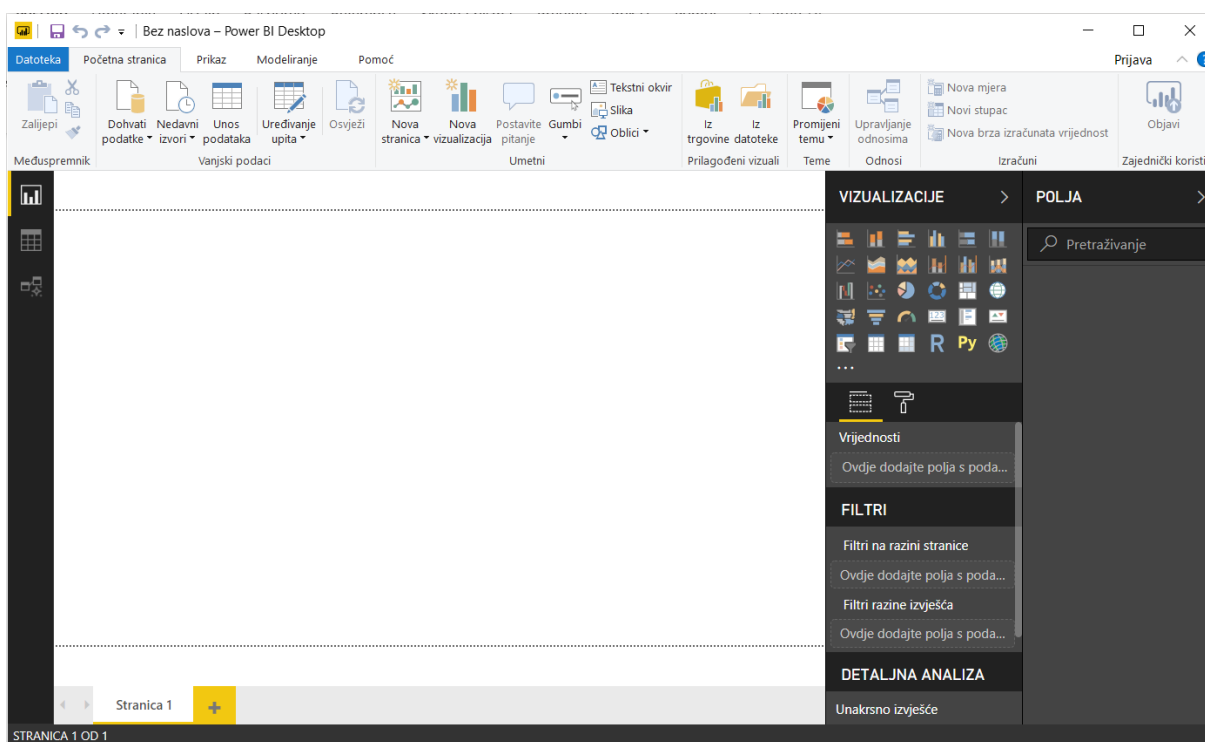 Bez naslova – Power BI Desktop
Datoteka Početna stranica Prikaz Modeliranje Pomoć Prijava
Zalijepi
Dohvati podatke
Nedavni izvori
Unos podataka
Uređivanje upita
Osvježi
Nova stranica
Nova vizualizacija
Postavite pitanje
Gumbi
Tekstni okvir
Slika
Oblici
Iz trgovine
Iz datoteke
Promijeni temu
Upravljanje odnosima
Nova mjera
Novi stupac
Nova brza izračunata vrijednost
Objavi
Međuspremnik Vanjski podaci Umetni Prilagođeni vizuali Teme Odnosi Izračuni Zajednički koristi
VIZUALIZACIJE
123
R Py
...
Vrijednosti
Ovdje dodajte polja s poda...
FILTRI
Filtri na razini stranice
Ovdje dodajte polja s poda...
Filtri razine izvješća
Ovdje dodajte polja s poda...
DETALJNA ANALIZA
Unakrsno izvješće
POLJA
Pretraživanje
Stranica 1
STRANICA 1 OD 1